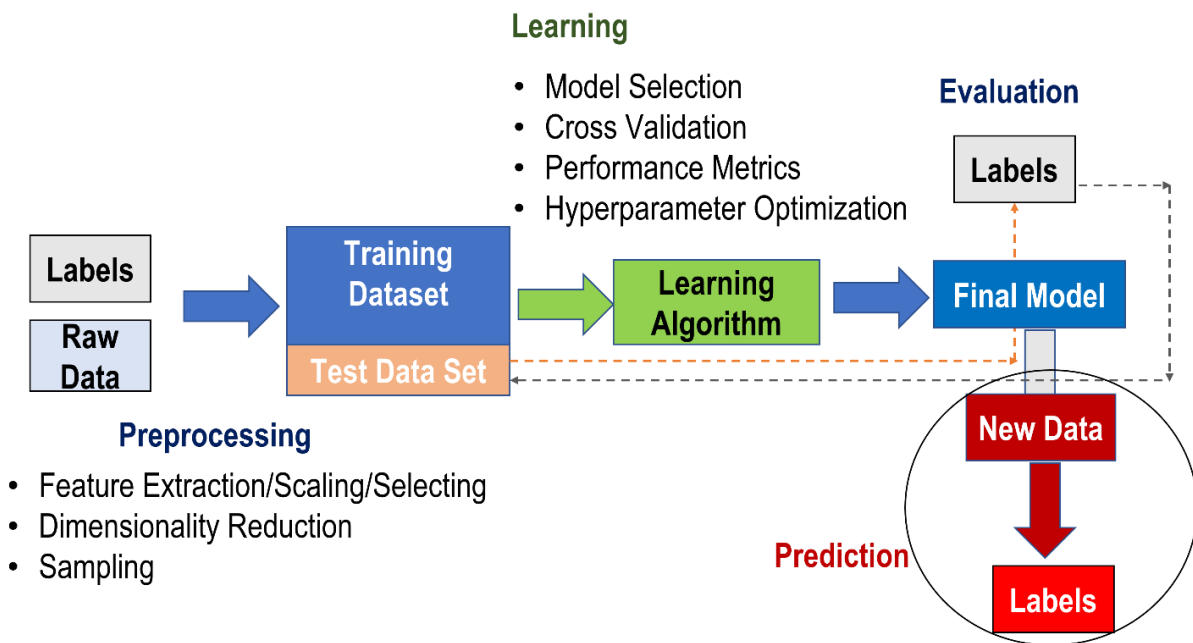 Learning
• Model Selection
• Cross Validation
• Performance Metrics
• Hyperparameter Optimization
Evaluation
Labels
Labels
Raw
Data
Training
Dataset
Test Data Set
Learning
Algorithm
Final Model
Preprocessing
• Feature Extraction/Scaling/Selecting
• Dimensionality Reduction
• Sampling
New Data
Prediction
Labels